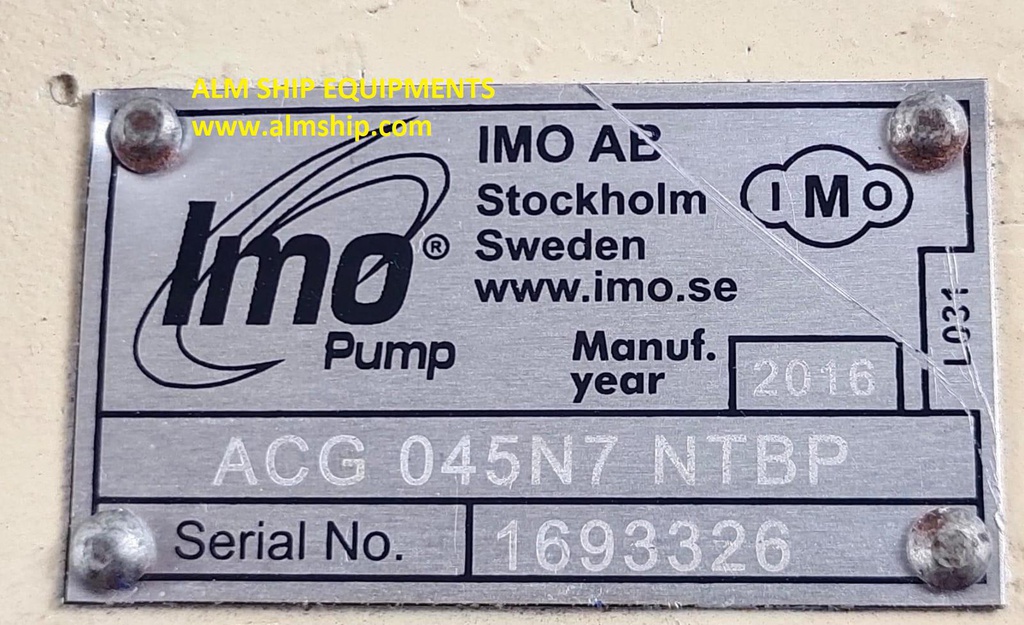 ALM SHIP EQUIPMENTS
www.almship.com
Imo®
Pump
IMO AB
Stockholm
Sweden
www.imo.se
IMO
L031
Manuf.
year
2016
ACG 045N7 NTBP
Serial No.
1693326